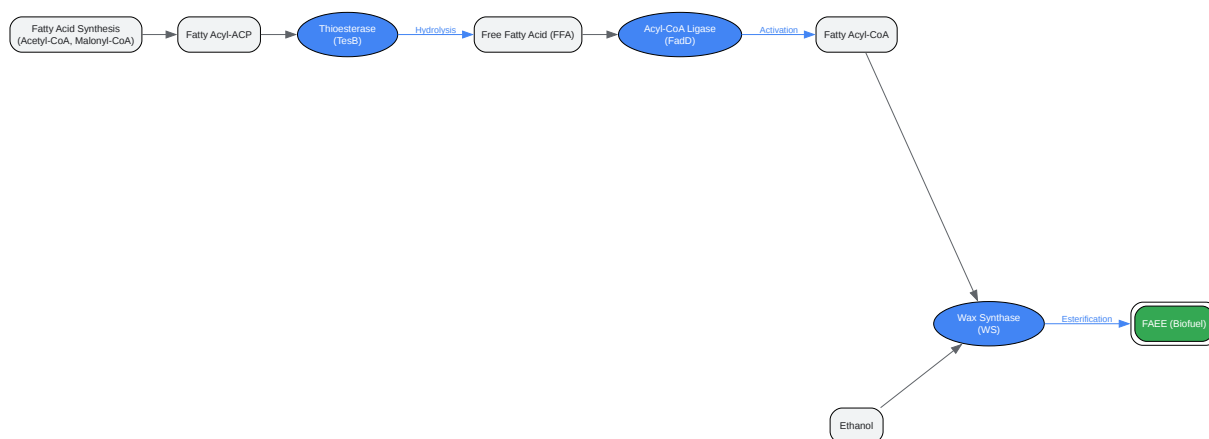 Fatty Acid Synthesis
(Acetyl-CoA, Malonyl-CoA)
Fatty Acyl-ACP
Thioesterase
(TesB)
Hydrolysis
Free Fatty Acid (FFA)
Acyl-CoA Ligase
(FadD)
Activation
Fatty Acyl-CoA
Wax Synthase
(WS)
Esterification
FAEE (Biofuel)
Ethanol